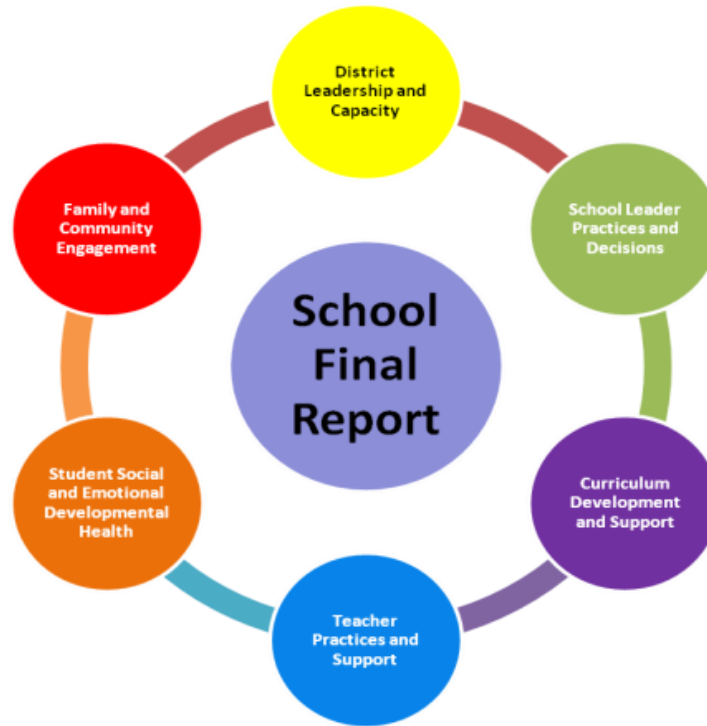 District
Leadership and
Capacity
School Leader
Practices and
Decisions
Curriculum
Development
and Support
Teacher
Practices and
Support
Student Social
and Emotional
Developmental
Health
Family and
Community
Engagement
School
Final
Report